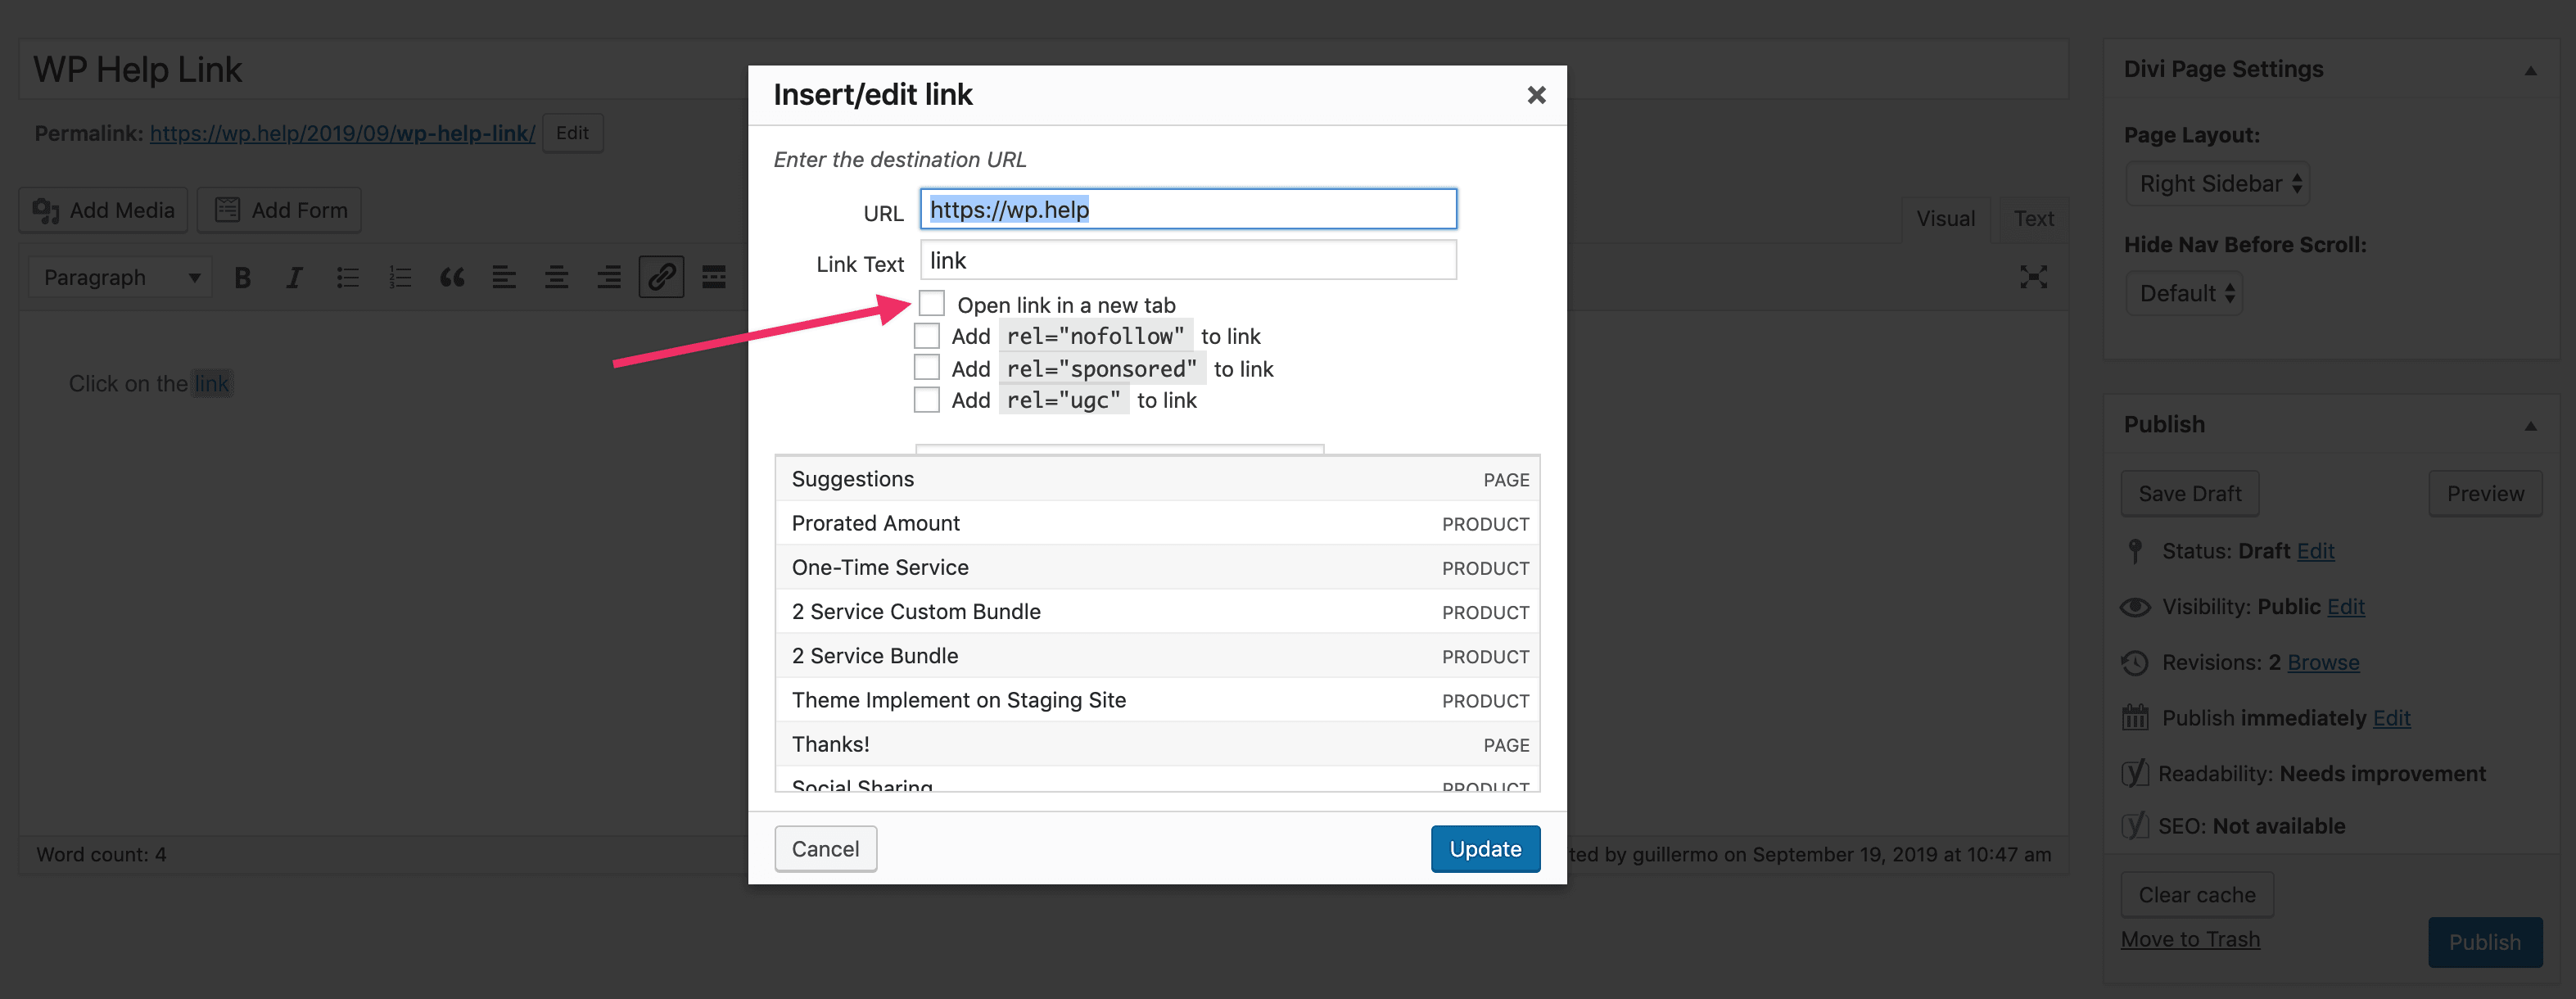 WP Help Link
Permalink: https://wp.help/2019/09/wp-help-link/ Edit
Add Media Add Form
Visual Text
Paragraph
Click on the link
Word count: 4
ted by guillermo on September 19, 2019 at 10:47 am
Insert/edit link
Enter the destination URL
URL https://wp.help
Link Text link
Open link in a new tab
Add rel="nofollow" to link
Add rel="sponsored" to link
Add rel="ugc" to link
Suggestions PAGE
Prorated Amount PRODUCT
One-Time Service PRODUCT
2 Service Custom Bundle PRODUCT
2 Service Bundle PRODUCT
Theme Implement on Staging Site PRODUCT
Thanks! PAGE
Social Sharing PRODUCT
Cancel Update
Divi Page Settings
Page Layout:
Right Sidebar
Hide Nav Before Scroll:
Default
Publish
Save Draft Preview
Status: Draft Edit
Visibility: Public Edit
Revisions: 2 Browse
Publish immediately Edit
Readability: Needs improvement
SEO: Not available
Clear cache
Move to Trash
Publish